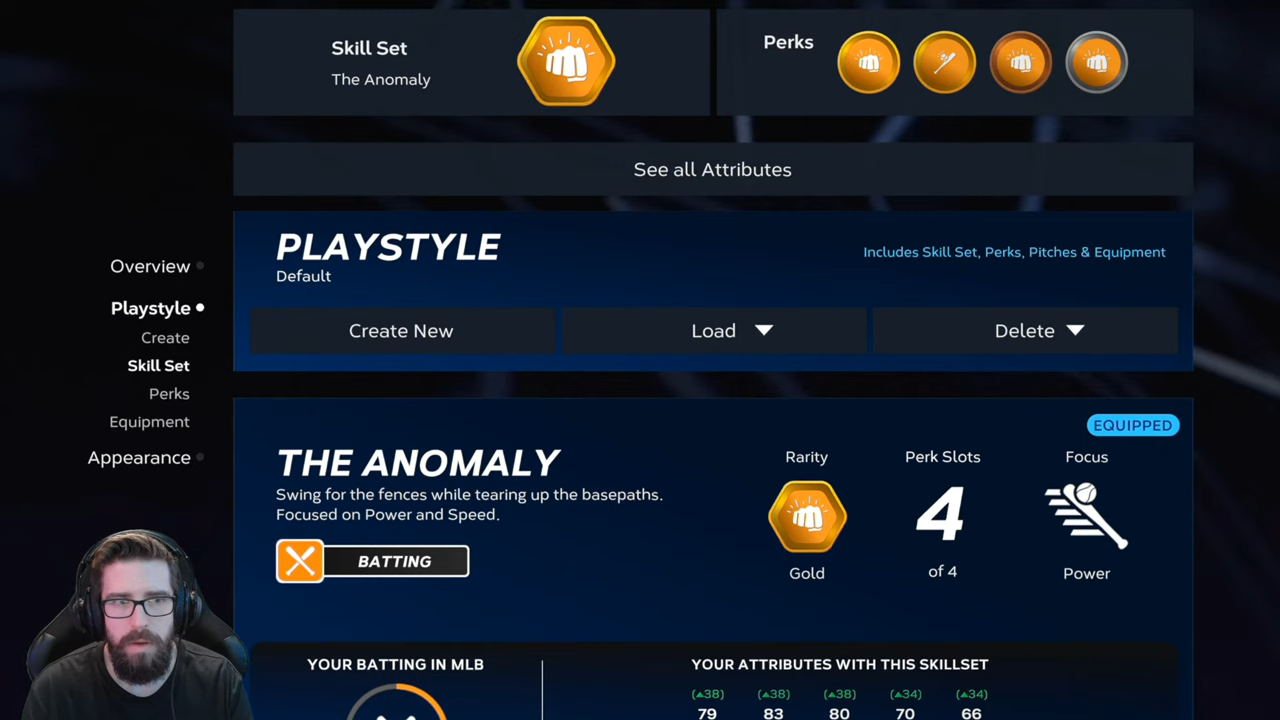 Skill Set
The Anomaly
Perks
See all Attributes
PLAYSTYLE
Default
Includes Skill Set, Perks, Pitches & Equipment
Create New
Load
Delete
Overview
Playstyle
Create
Skill Set
Perks
Equipment
Appearance
EQUIPPED
THE ANOMALY
Swing for the fences while tearing up the basepaths.
Focused on Power and Speed.
BATTING
Rarity
Gold
Perk Slots
4
of 4
Focus
Power
YOUR BATTING IN MLB
YOUR ATTRIBUTES WITH THIS SKILLSET
(▲38) (▲38) (▲38) (▲34) (▲34)
79 83 80 70 66